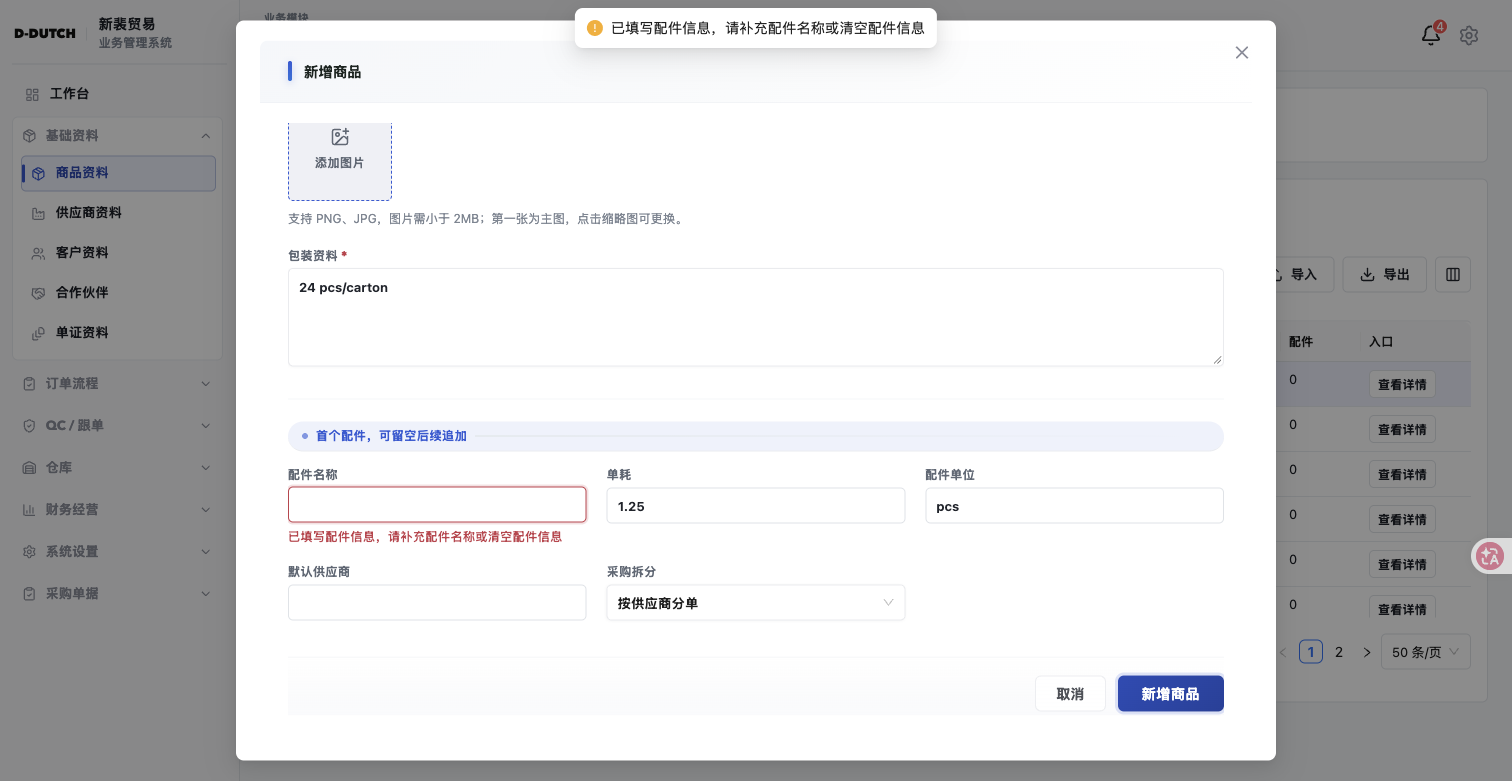 D-DUTCH
新装贸易
业务管理系统
工作台
基础资料
商品资料
供应商资料
客户资料
合作伙伴
单证资料
订单流程
QC / 跟单
仓库
财务经营
系统设置
采购单据
业务模块
已填写配件信息，请补充配件名称或清空配件信息
4
新增商品
添加图片
支持 PNG、JPG，图片需小于 2MB；第一张为主图，点击缩略图可更换。
包装资料 *
24 pcs/carton
首个配件，可留空后续追加
配件名称
单耗
配件单位
1.25
pcs
已填写配件信息，请补充配件名称或清空配件信息
默认供应商
采购拆分
按供应商分单
取消
新增商品
导入
导出
配件
入口
0
查看详情
0
查看详情
0
查看详情
0
查看详情
0
查看详情
0
查看详情
1
2
50 条/页